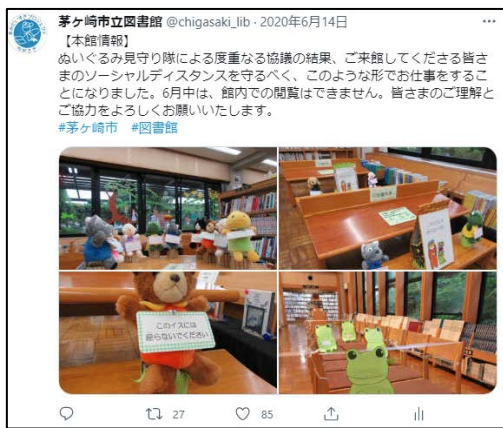 茅ヶ崎市立図書館 @chigasaki_lib · 2020年6月14日
【本館情報】
ぬいぐるみ見守り隊による度重なる協議の結果、ご来館してくださる皆さ
まのソーシャルディスタンスを守るべく、このような形でお仕事をするこ
とになりました。6月中は、館内での閲覧はできません。皆さまのご理解と
ご協力をよろしくお願いいたします。
#茅ヶ崎市 #図書館
このイスには
座らないでください
27
85